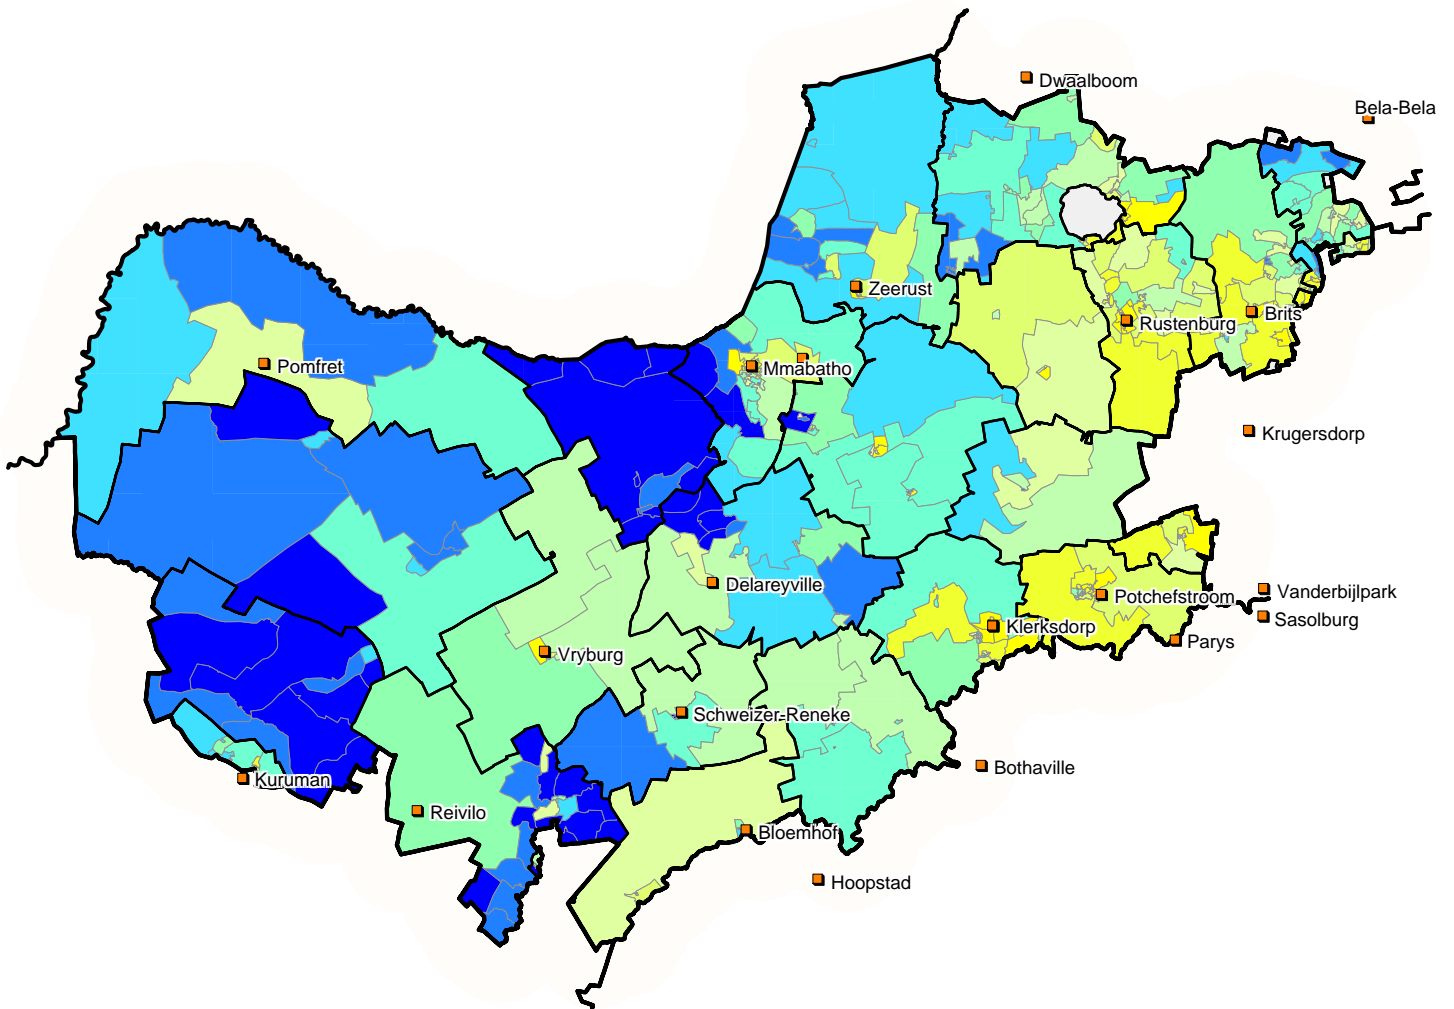 Dwaalboom
Bela-Bela
Zeerust
Brits
Rustenburg
Pomfret
Mmabatho
Krugersdorp
Delareyville
Vanderbijlpark
Potchefstroom
Sasolburg
Klerksdorp
Parys
Vryburg
Schweizer-Reneke
Bothaville
Kuruman
Reivilo
Bloemhof
Hoopstad